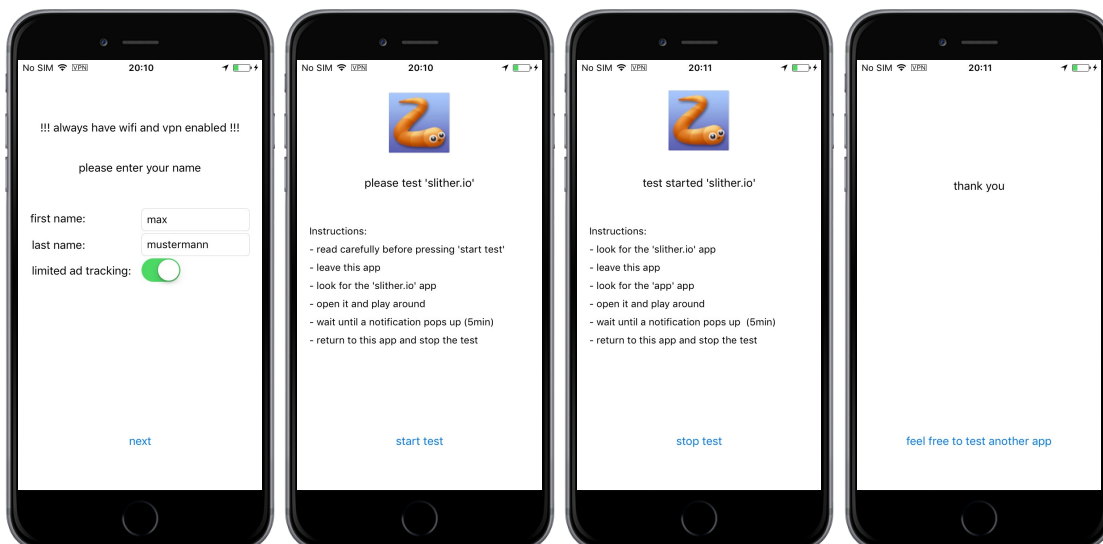 No SIM VPN 20:10
!!! always have wifi and vpn enabled !!!
please enter your name
first name: max
last name: mustermann
limited ad tracking:
next
No SIM VPN 20:10
please test 'slither.io'
Instructions:
- read carefully before pressing 'start test'
- leave this app
- look for the 'slither.io' app
- open it and play around
- wait until a notification pops up (5min)
- return to this app and stop the test
start test
No SIM VPN 20:11
test started 'slither.io'
Instructions:
- look for the 'slither.io' app
- leave this app
- look for the 'app' app
- open it and play around
- wait until a notification pops up (5min)
- return to this app and stop the test
stop test
No SIM VPN 20:11
thank you
feel free to test another app